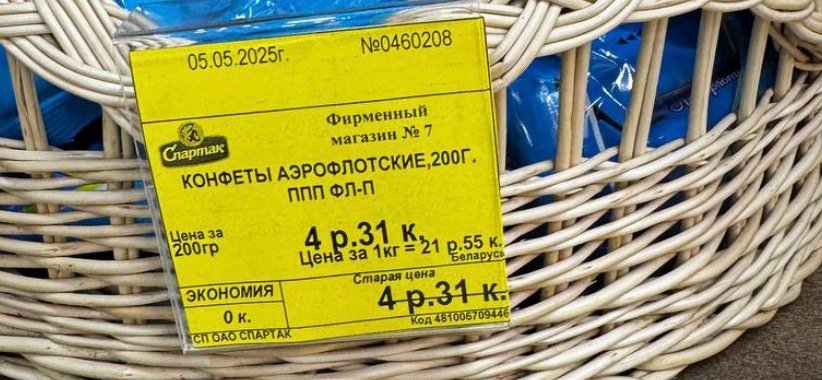 05.05.2025г.
№0460208
Фирменный
магазин № 7
Спартак
КОНФЕТЫ АЭРОФЛОТСКИЕ,200Г.
ППП ФЛ-П
Цена за
200гр
4 р.31 к.
Цена за 1кг = 21 р.55 к.
Беларусь
Старая цена
ЭКОНОМИЯ
4 р.31 к.
0 к.
Код 481006709446
СП ОАО СПАРТАК